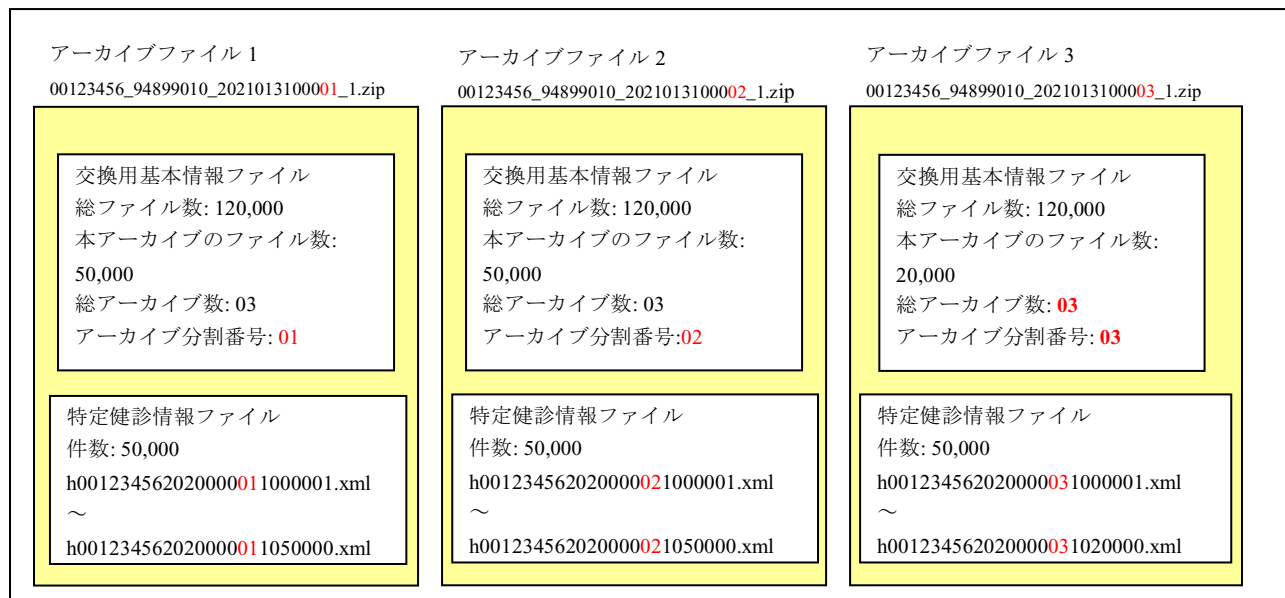 アーカイブファイル 1
00123456_94899010_2021013100001_1.zip
交換用基本情報ファイル
総ファイル数: 120,000
本アーカイブのファイル数:
50,000
総アーカイブ数: 03
アーカイブ分割番号: 01
特定健診情報ファイル
件数: 50,000
h001234562020000011000001.xml
~
h001234562020000011050000.xml
アーカイブファイル 2
00123456_94899010_2021013100002_1.zip
交換用基本情報ファイル
総ファイル数: 120,000
本アーカイブのファイル数:
50,000
総アーカイブ数: 03
アーカイブ分割番号:02
特定健診情報ファイル
件数: 50,000
h001234562020000021000001.xml
~
h001234562020000021050000.xml
アーカイブファイル 3
00123456_94899010_2021013100003_1.zip
交換用基本情報ファイル
総ファイル数: 120,000
本アーカイブのファイル数:
20,000
総アーカイブ数: 03
アーカイブ分割番号: 03
特定健診情報ファイル
件数: 50,000
h001234562020000031000001.xml
~
h001234562020000031020000.xml